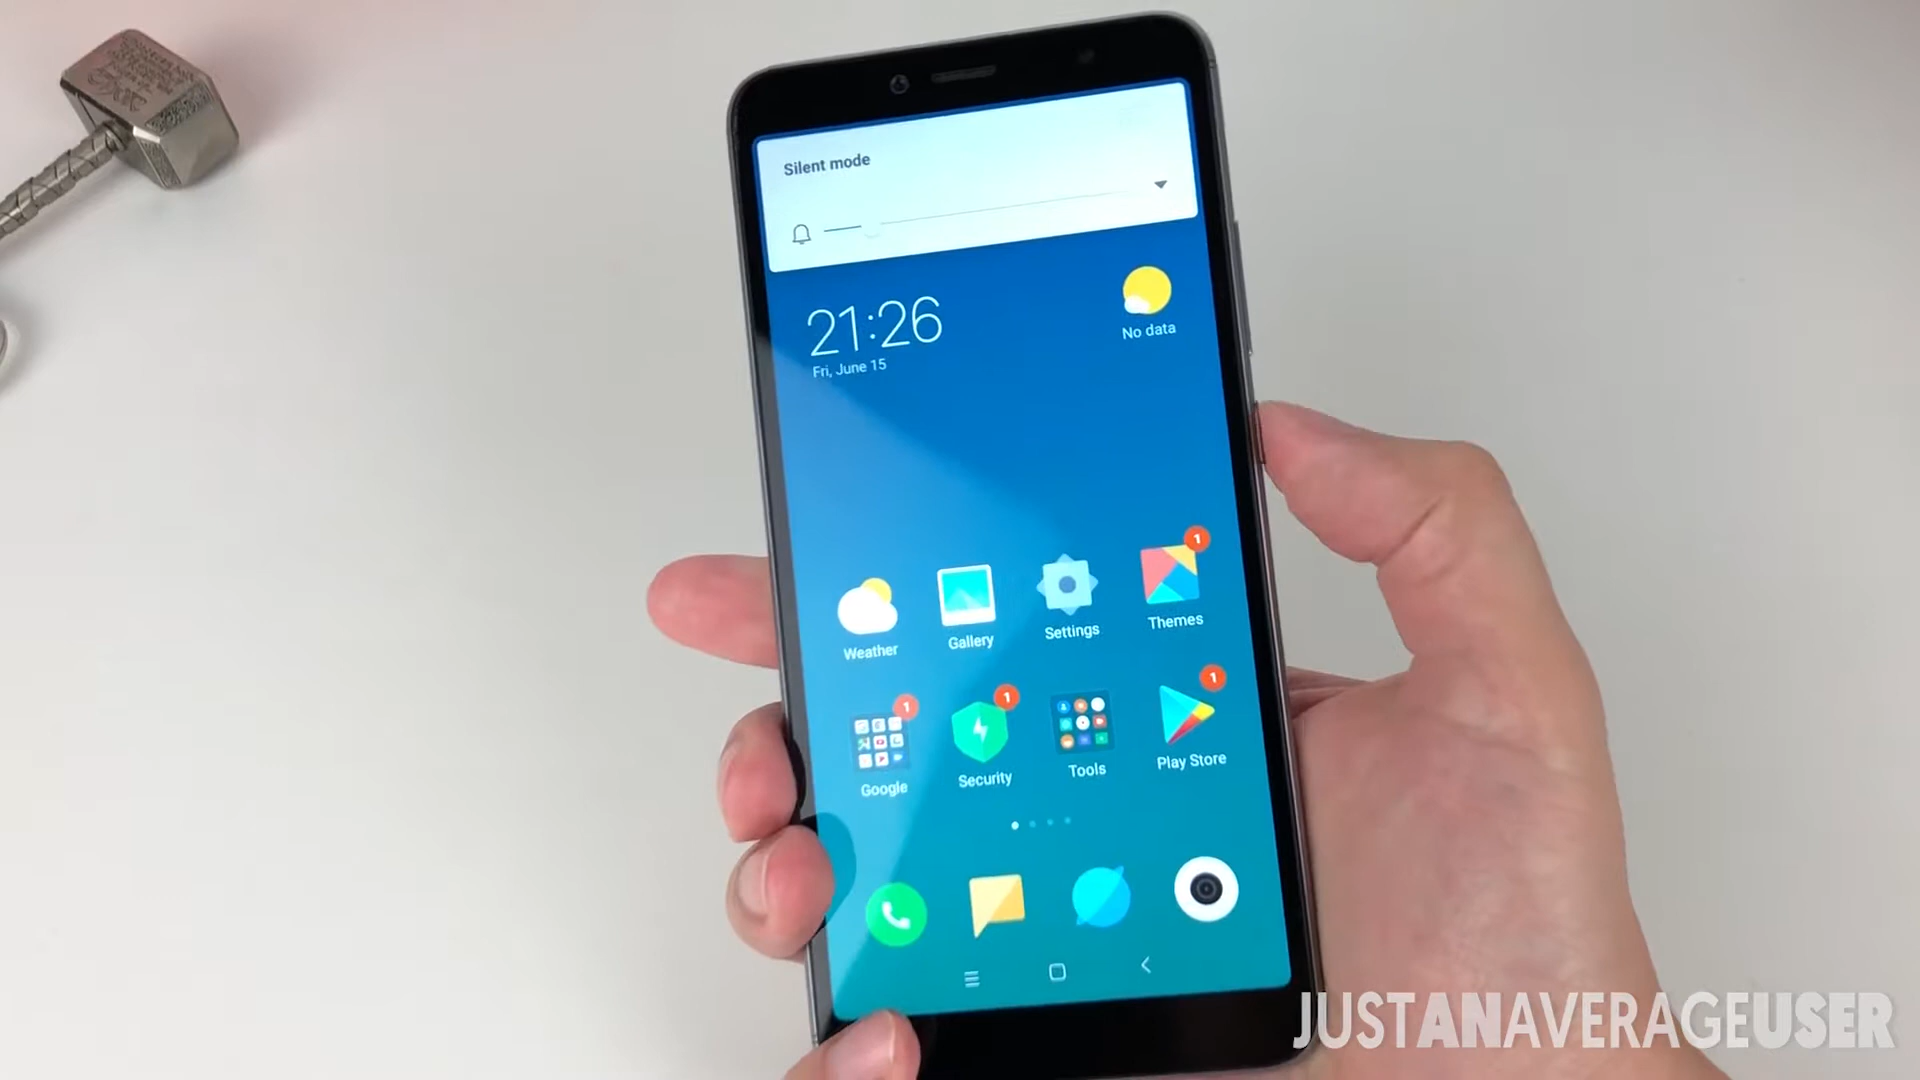 Silent mode
21:26
Fri, June 15
No data
Weather
Gallery
Settings
1
Themes
1
Google
1
Security
Tools
1
Play Store
JUSTANAVERAGEUSER